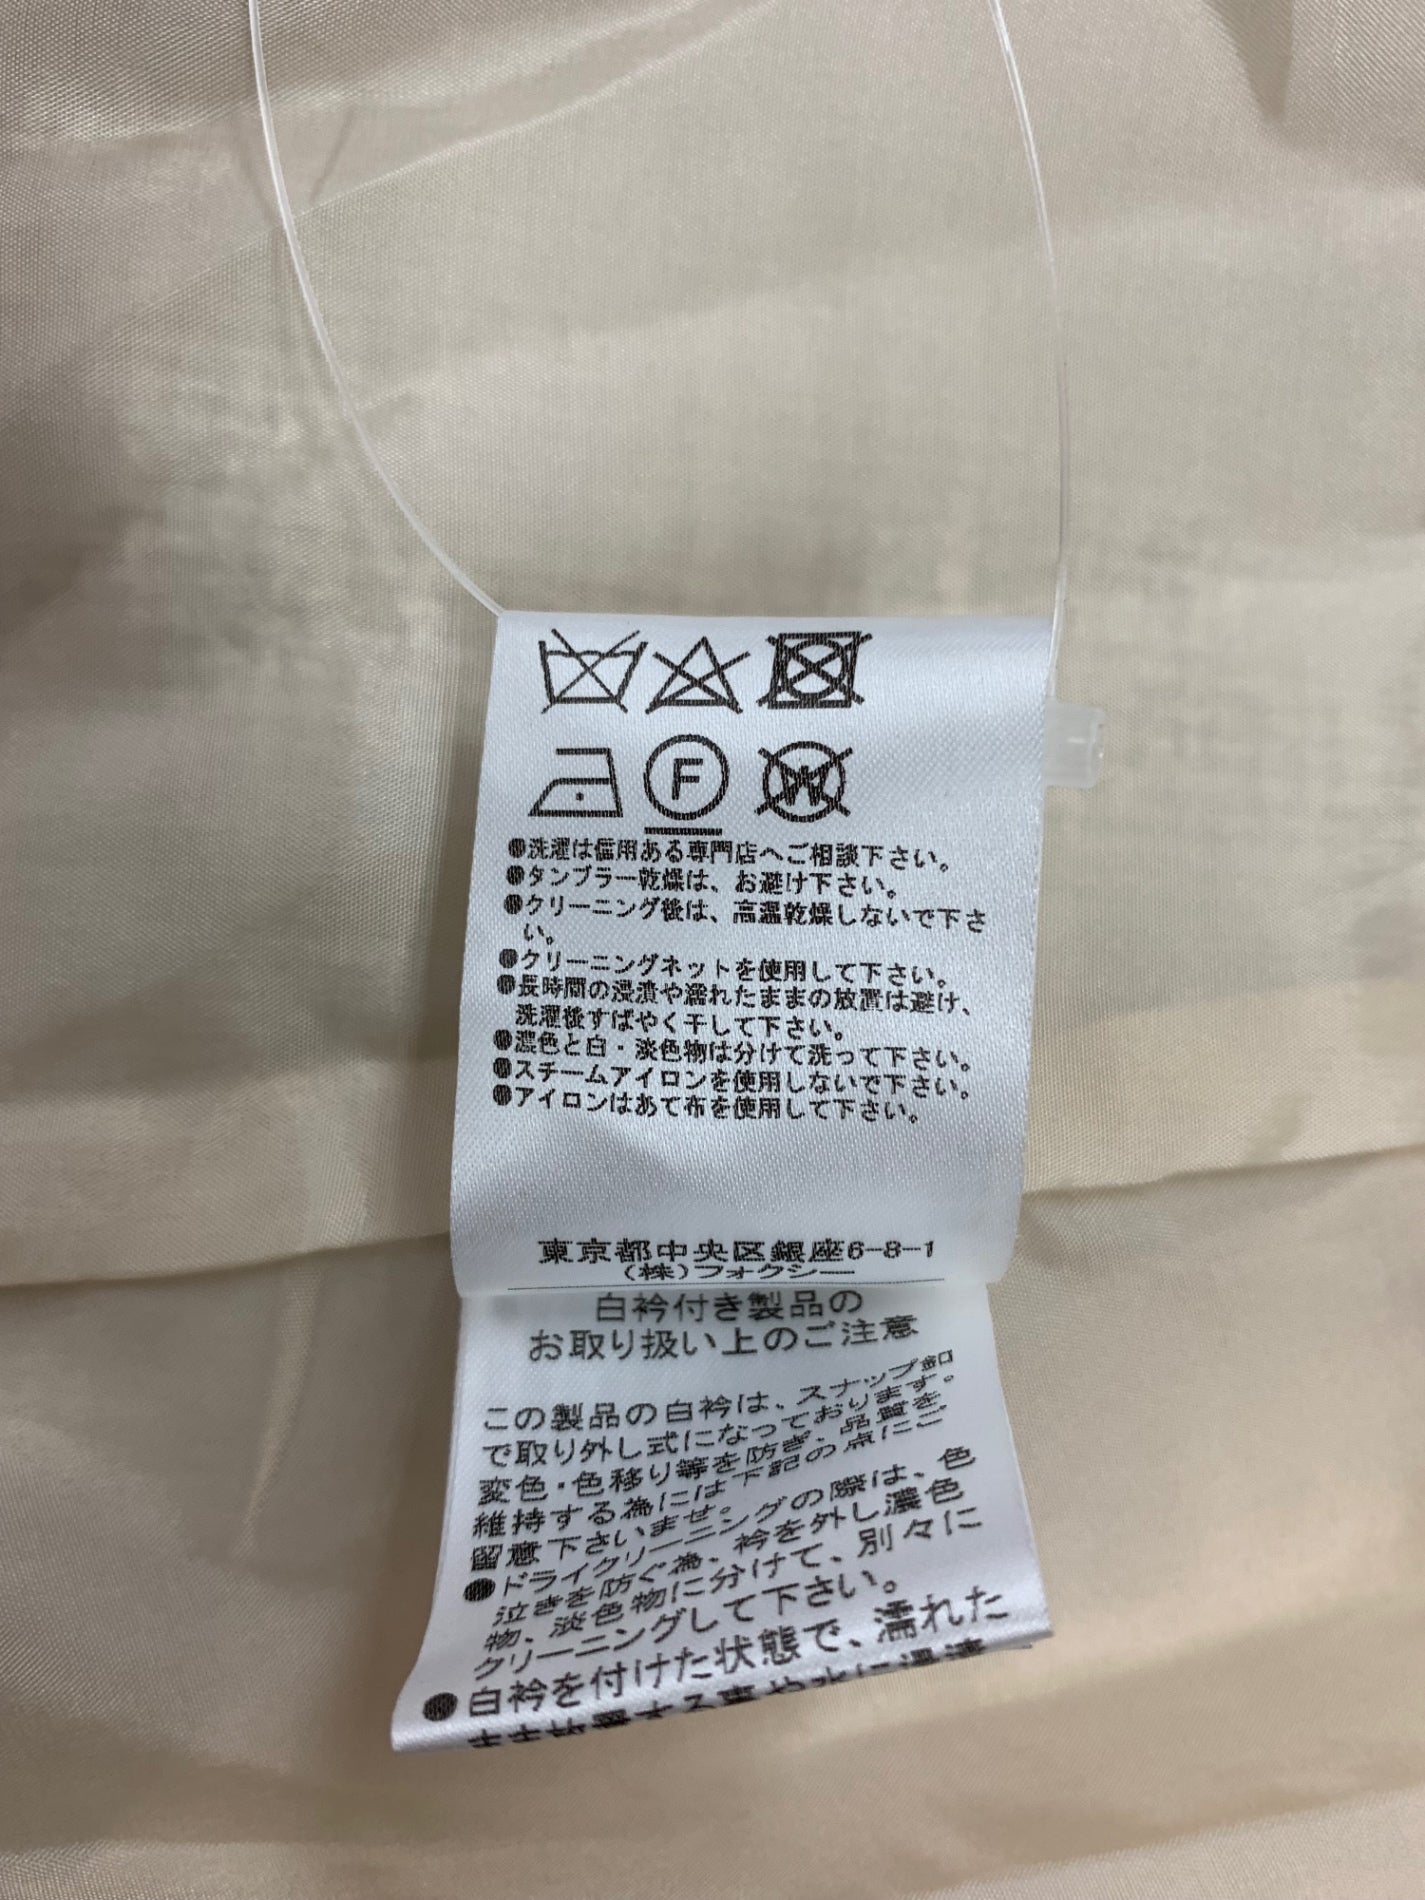 F
W
●洗濯は信用ある専門店へご相談下さい。
●タンブラー乾燥は、お避け下さい。
●クリーニング後は、高温乾燥しないで下さ
い。
●クリーニングネットを使用して下さい。
●長時間の浸漬や濡れたままの放置は避け、
洗濯後すばやく干して下さい。
●濃色と白・淡色物は分けて洗って下さい。
●スチームアイロンを使用しないで下さい。
●アイロンはあて布を使用して下さい。
東京都中央区銀座6-8-1
(株)フォクシー
白衿付き製品の
お取り扱い上のご注意
この製品の白衿は、スナップ釦
で取り外し式になっております。
変色・色移り等を防ぎ、品質を
維持する為には下記の点にご
留意下さいませ。
●ドライクリーニングの際は、色
泣きを防ぐ為、衿を外し濃色
物、淡色物に分けて、別々に
クリーニングして下さい。
●白衿を付けた状態で、濡れた
まま放置する事や水に浸漬